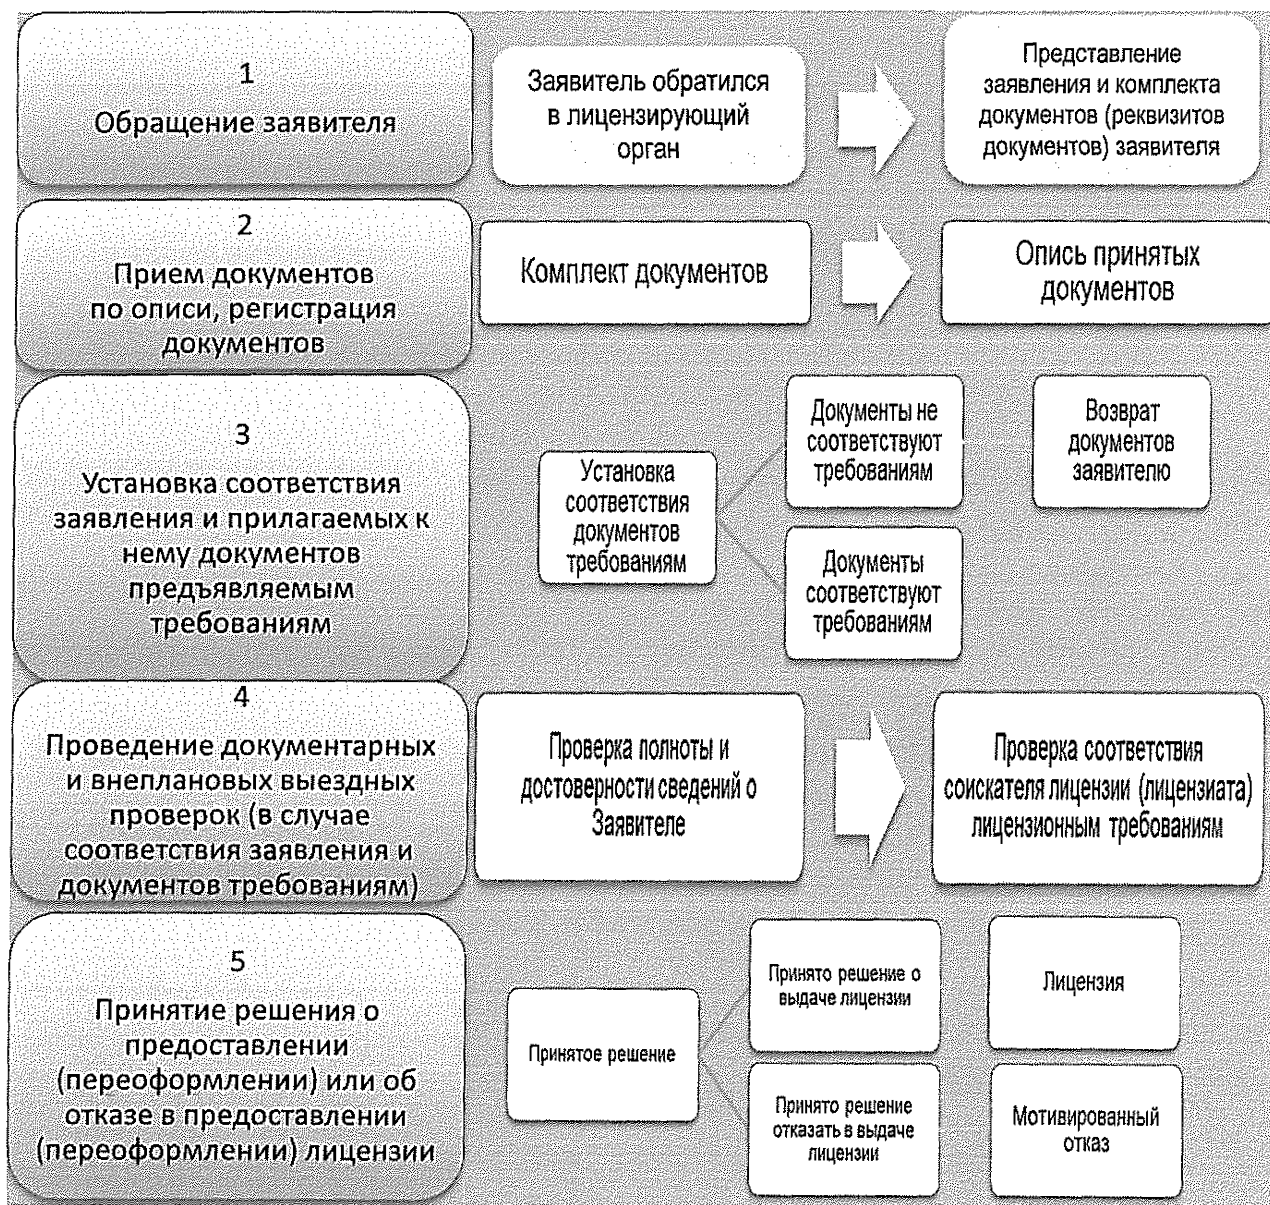 1
Обращение заявителя
Заявитель обратился
в лицензирующий
орган
Представление
заявления и комплекта
документов (реквизитов
документов) заявителя
2
Прием документов
по описи, регистрация
документов
Комплект документов
Опись принятых
документов
3
Установка соответствия
заявления и прилагаемых к
нему документов
предъявляемым
требованиям
Установка
соответствия
документов
требованиям
Документы не
соответствуют
требованиям
Возврат
документов
заявителю
Документы
соответствуют
требованиям
4
Проведение документарных
и внеплановых выездных
проверок (в случае
соответствия заявления и
документов требованиям)
Проверка полноты и
достоверности сведений о
Заявителе
Проверка соответствия
соискателя лицензии (лицензиата)
лицензионным требованиям
5
Принятие решения о
предоставлении
(переоформлении) или об
отказе в предоставлении
(переоформлении) лицензии
Принятое решение
Принято решение о
выдаче лицензии
Лицензия
Принято решение
отказать в выдаче
лицензии
Мотивированный
отказ